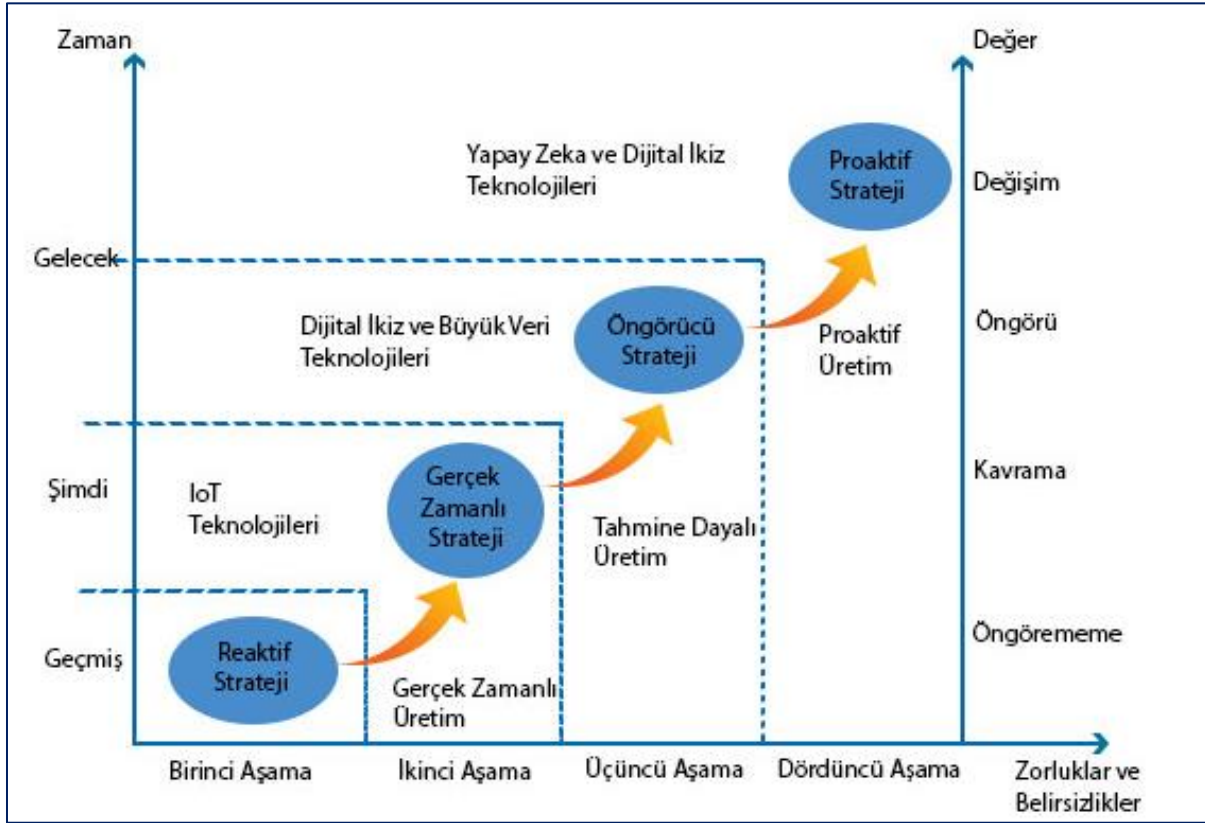 Zaman
Değer
Yapay Zeka ve Dijital İkiz
Teknolojileri
Proaktif
Strateji
Değişim
Gelecek
Dijital İkiz ve Büyük Veri
Teknolojileri
Öngörücü
Strateji
Proaktif
Üretim
Öngörü
Şimdi
IoT
Teknolojileri
Gerçek
Zamanlı
Strateji
Tahmine Dayalı
Üretim
Kavrama
Geçmiş
Reaktif
Strateji
Gerçek Zamanlı
Üretim
Öngörememe
Birinci Aşama
İkinci Aşama
Üçüncü Aşama
Dördüncü Aşama
Zorluklar ve
Belirsizlikler